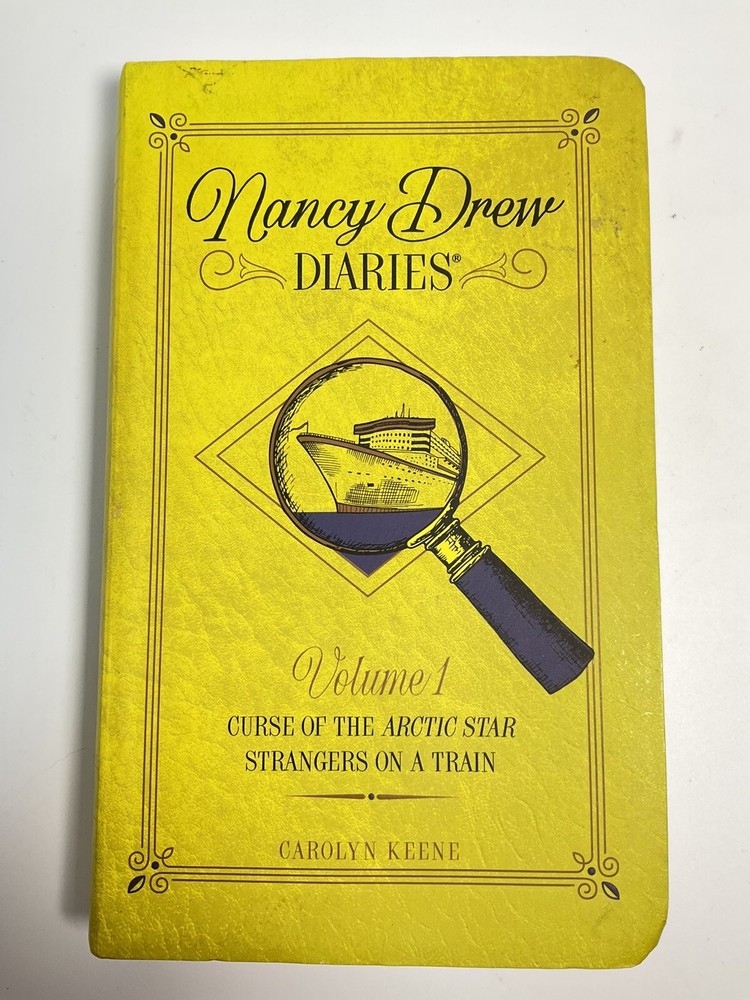 Nancy Drew
DIARIES®
Volume 1
CURSE OF THE ARCTIC STAR
STRANGERS ON A TRAIN
CAROLYN KEENE